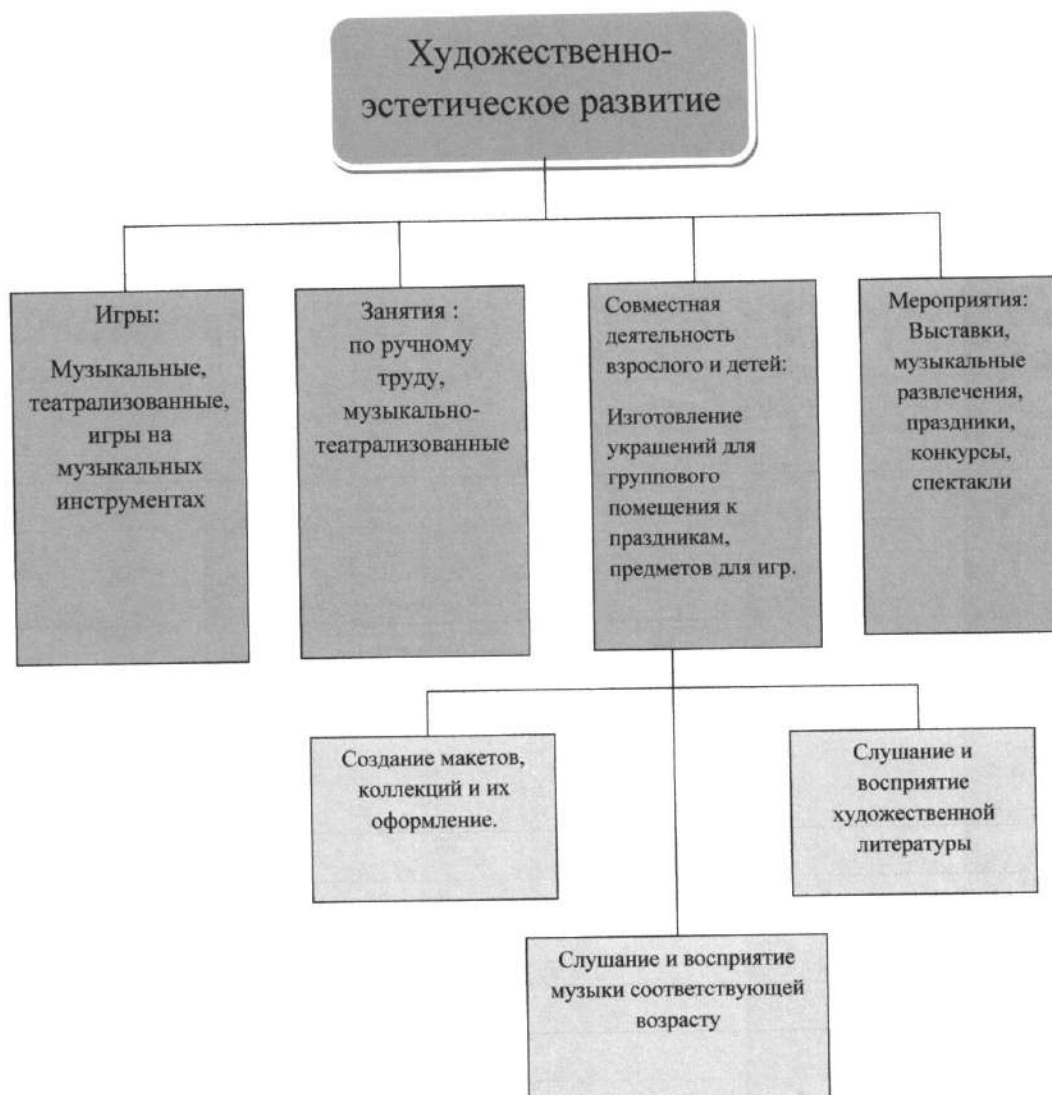 Художественно-
эстетическое развитие
Игры:
Музыкальные,
театрализованные,
игры на
музыкальных
инструментах
Занятия :
по ручному
труду,
музыкально-
театрализованные
Совместная
деятельность
взрослого и детей:
Изготовление
украшений для
группового
помещения к
праздникам,
предметов для игр.
Мероприятия:
Выставки,
музыкальные
развлечения,
праздники,
конкурсы,
спектакли
Создание макетов,
коллекций и их
оформление.
Слушание и
восприятие
художественной
литературы
Слушание и восприятие
музыки соответствующей
возрасту